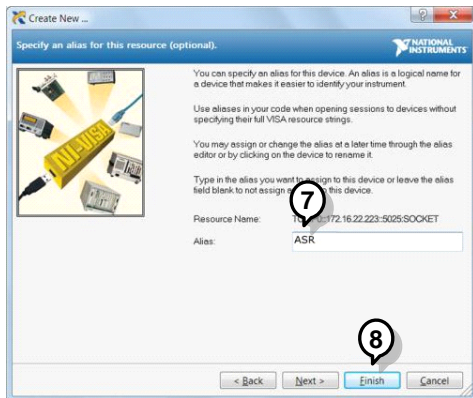 Create New ...
Specify an alias for this resource (optional).
NATIONAL
INSTRUMENTS
NI-VISA
You can specify an alias for this device. An alias is a logical name for
a device that makes it easier to identify your instrument.
Use aliases in your code when opening sessions to devices without
specifying their full VISA resource strings.
You may assign or change the alias at a later time through the alias
editor or by clicking on the device to rename it.
Type in the alias you want to assign to this device or leave the alias
field blank to not assign this device.
7
Resource Name: 172.16.22.223::5025::SOCKET
Alias: ASR
8
< Back Next > Finish Cancel